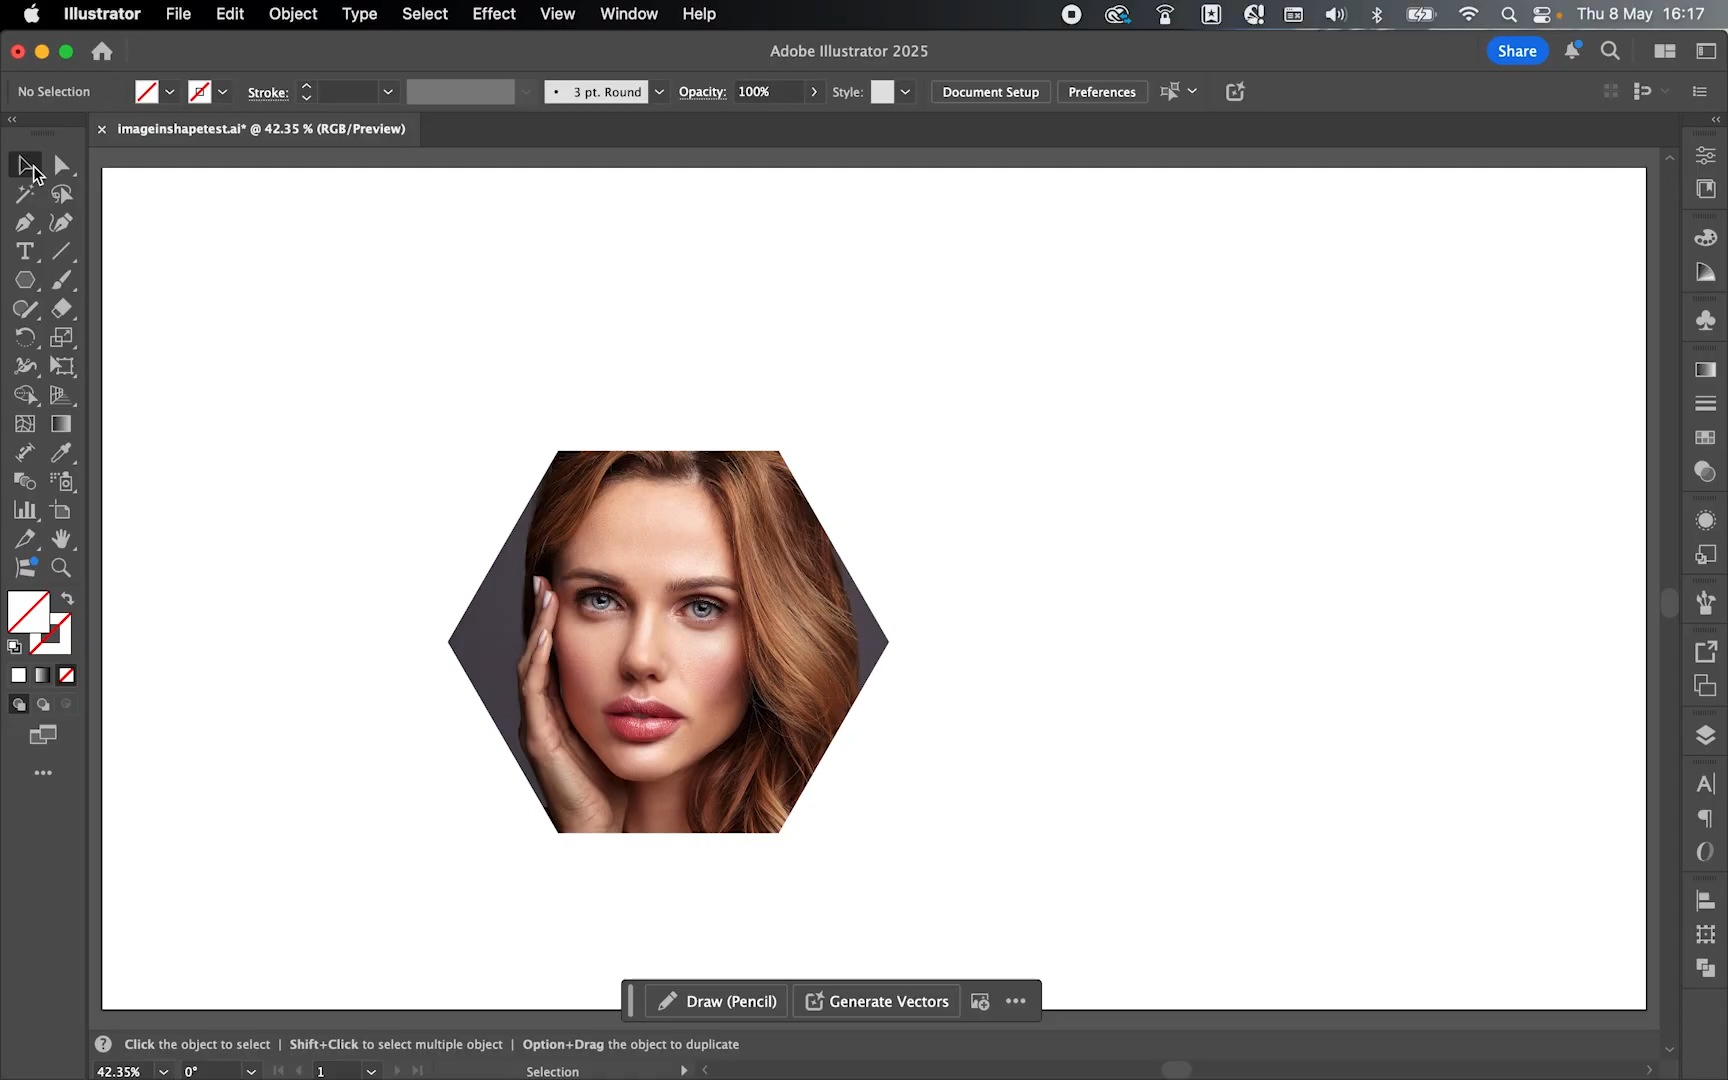 Illustrator File Edit Object Type Select Effect View Window Help Thu 8 May 16:17
Adobe Illustrator 2025 Share
No Selection Stroke: 3 pt. Round Opacity: 100% Style: Document Setup Preferences
imageinshapetest.ai* @ 42.35 % (RGB/Preview)
Draw (Pencil) Generate Vectors
Click the object to select | Shift+Click to select multiple object | Option+Drag the object to duplicate
42.35% 0° 1 Selection